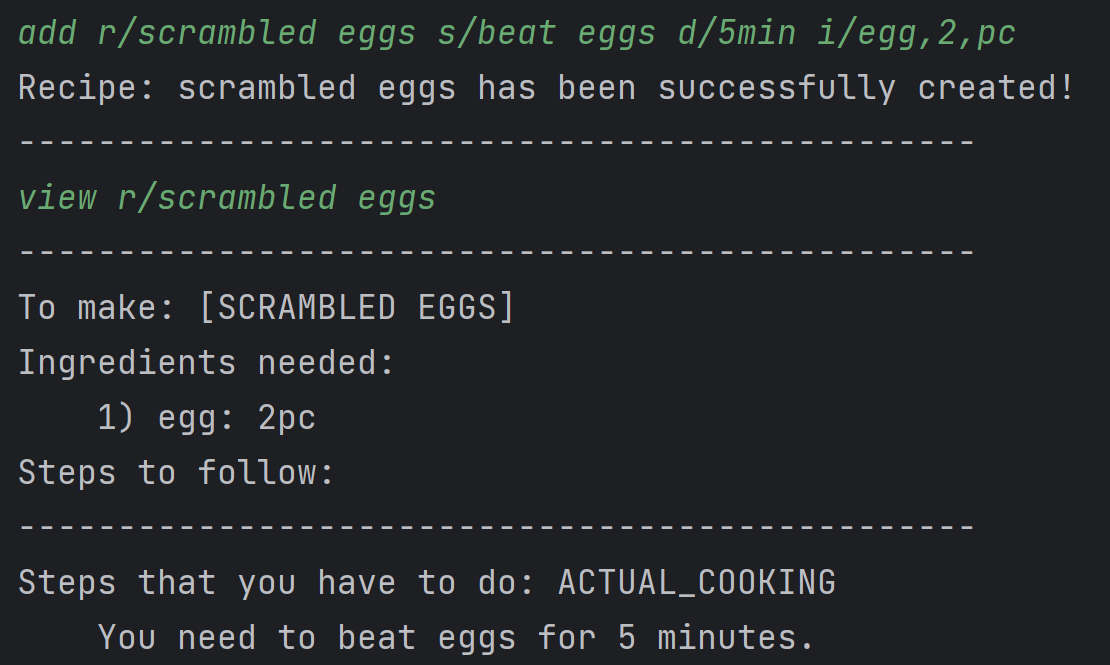 add r/scrambled eggs s/beat eggs d/5min i/egg,2,pc
Recipe: scrambled eggs has been successfully created!
------------------------------------------------
view r/scrambled eggs
------------------------------------------------
To make: [SCRAMBLED EGGS]
Ingredients needed:
    1) egg: 2pc
Steps to follow:
------------------------------------------------
Steps that you have to do: ACTUAL_COOKING
    You need to beat eggs for 5 minutes.